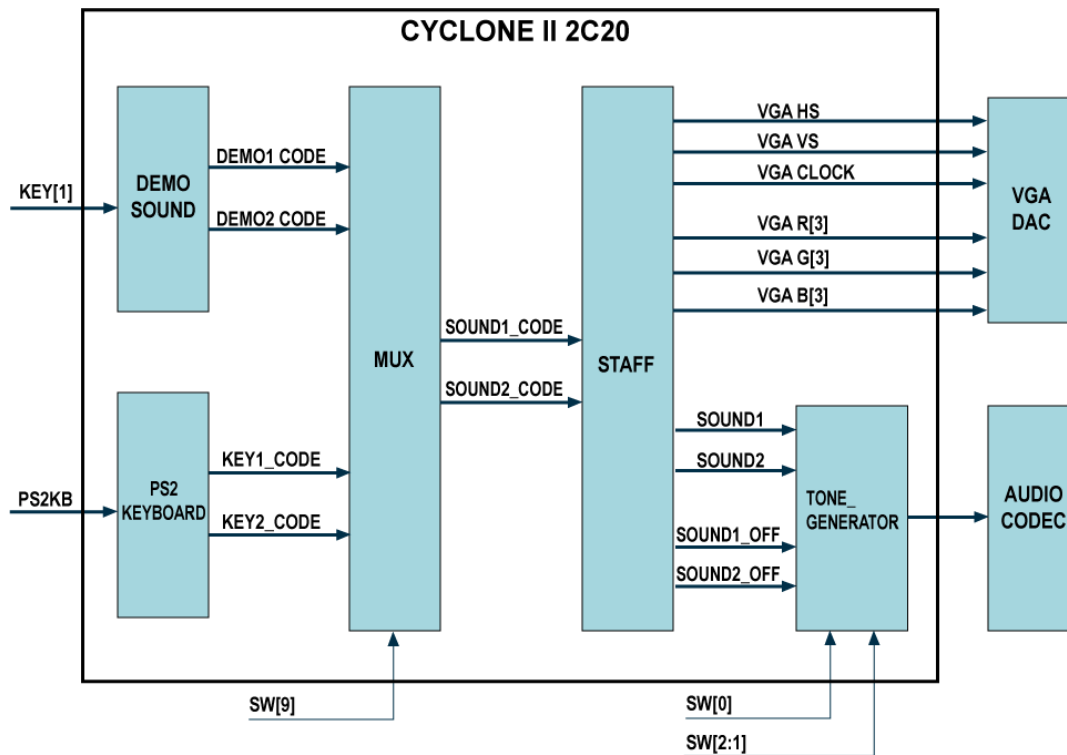 CYCLONE II 2C20
KEY[1]
DEMO
SOUND
DEMO1 CODE
DEMO2 CODE
PS2KB
PS2
KEYBOARD
KEY1_CODE
KEY2_CODE
MUX
SW[9]
SOUND1_CODE
SOUND2_CODE
STAFF
VGA HS
VGA VS
VGA CLOCK
VGA R[3]
VGA G[3]
VGA B[3]
VGA
DAC
SOUND1
SOUND2
SOUND1_OFF
SOUND2_OFF
TONE_
GENERATOR
SW[0]
SW[2:1]
AUDIO
CODEC